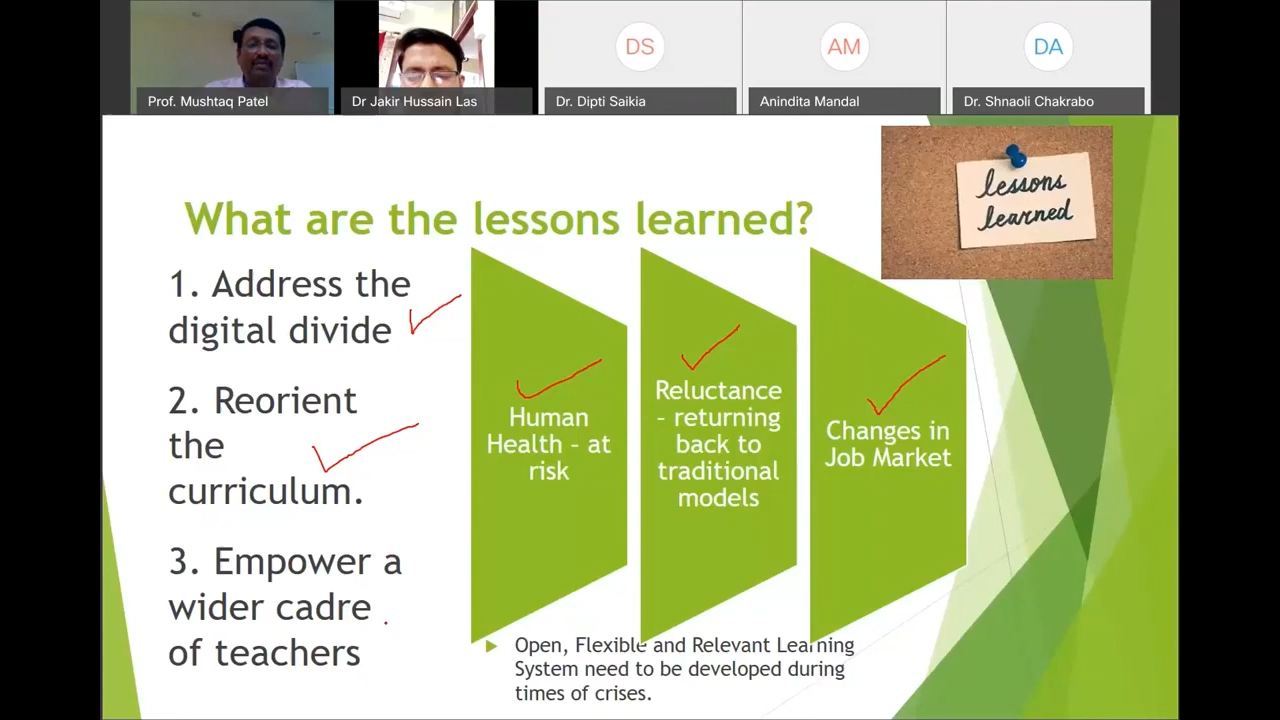 DS
AM
DA
Prof. Mushtaq Patel
Dr Jakir Hussain Las
Dr. Dipti Saikia
Anindita Mandal
Dr. Shnaoli Chakrabo
lessons
learned
What are the lessons learned?
1. Address the
digital divide
2. Reorient
the
curriculum.
3. Empower a
wider cadre
of teachers
Human
Health – at
risk
Reluctance
– returning
back to
traditional
models
Changes in
Job Market
Open, Flexible and Relevant Learning
System need to be developed during
times of crises.